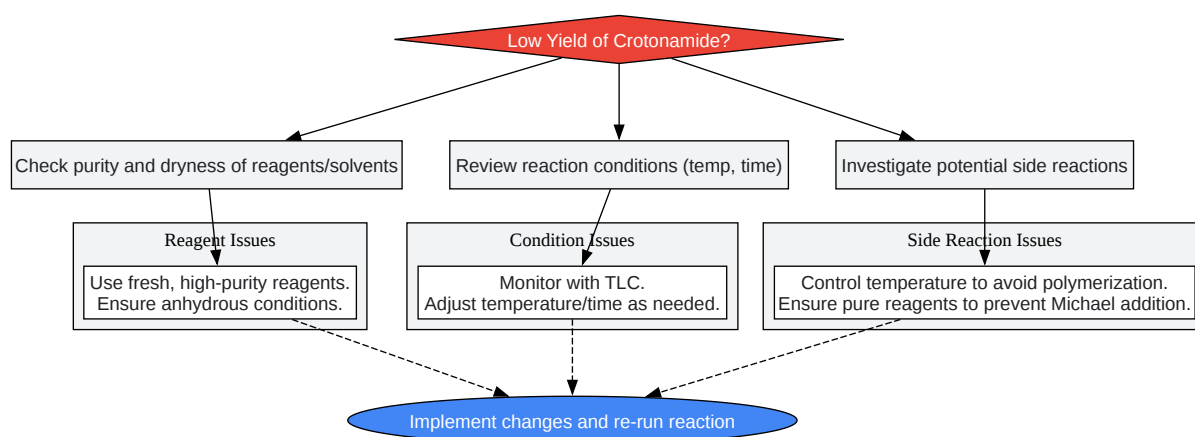 Low Yield of Crotonamide?
Check purity and dryness of reagents/solvents
Review reaction conditions (temp, time)
Investigate potential side reactions
Reagent Issues
Use fresh, high-purity reagents.
Ensure anhydrous conditions.
Condition Issues
Monitor with TLC.
Adjust temperature/time as needed.
Side Reaction Issues
Control temperature to avoid polymerization.
Ensure pure reagents to prevent Michael addition.
Implement changes and re-run reaction